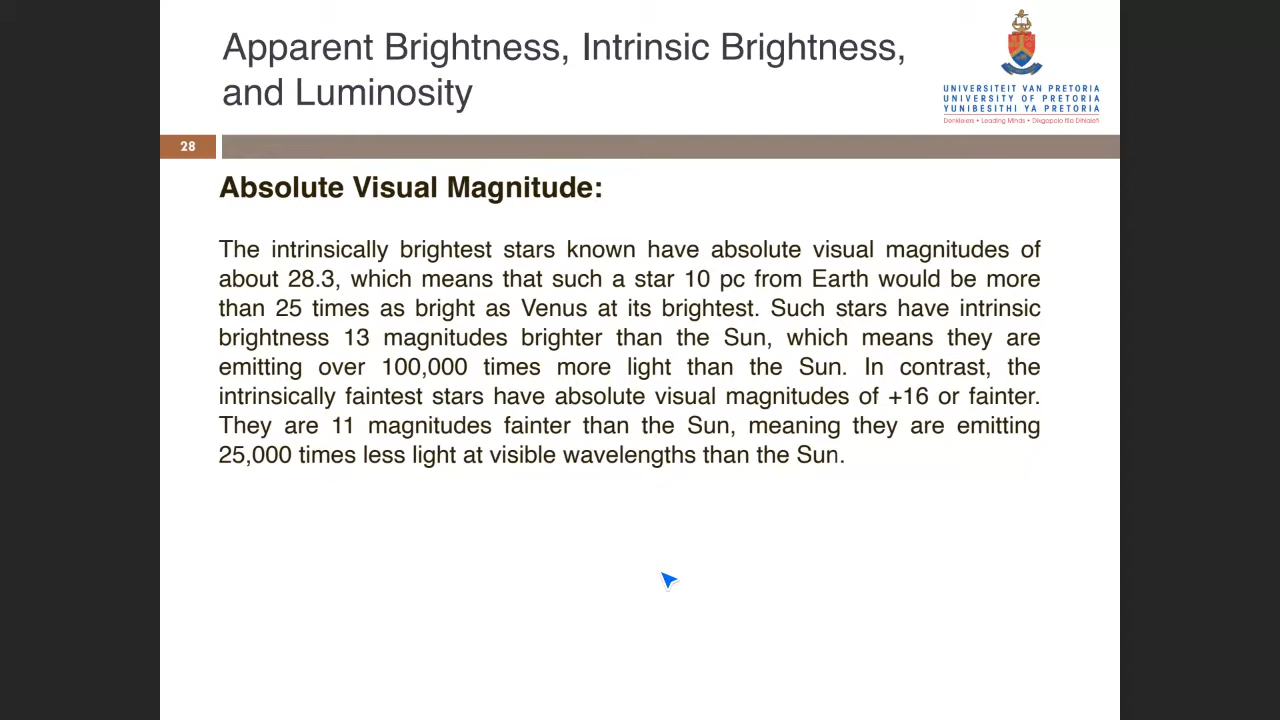 Apparent Brightness, Intrinsic Brightness,
and Luminosity
UNIVERSITEIT VAN PRETORIA
UNIVERSITY OF PRETORIA
YUNIBESITHI YA PRETORIA
Denkleiers • Leading Minds • Dikgopolo tša Dihlalefi
28
Absolute Visual Magnitude:
The intrinsically brightest stars known have absolute visual magnitudes of
about 28.3, which means that such a star 10 pc from Earth would be more
than 25 times as bright as Venus at its brightest. Such stars have intrinsic
brightness 13 magnitudes brighter than the Sun, which means they are
emitting over 100,000 times more light than the Sun. In contrast, the
intrinsically faintest stars have absolute visual magnitudes of +16 or fainter.
They are 11 magnitudes fainter than the Sun, meaning they are emitting
25,000 times less light at visible wavelengths than the Sun.